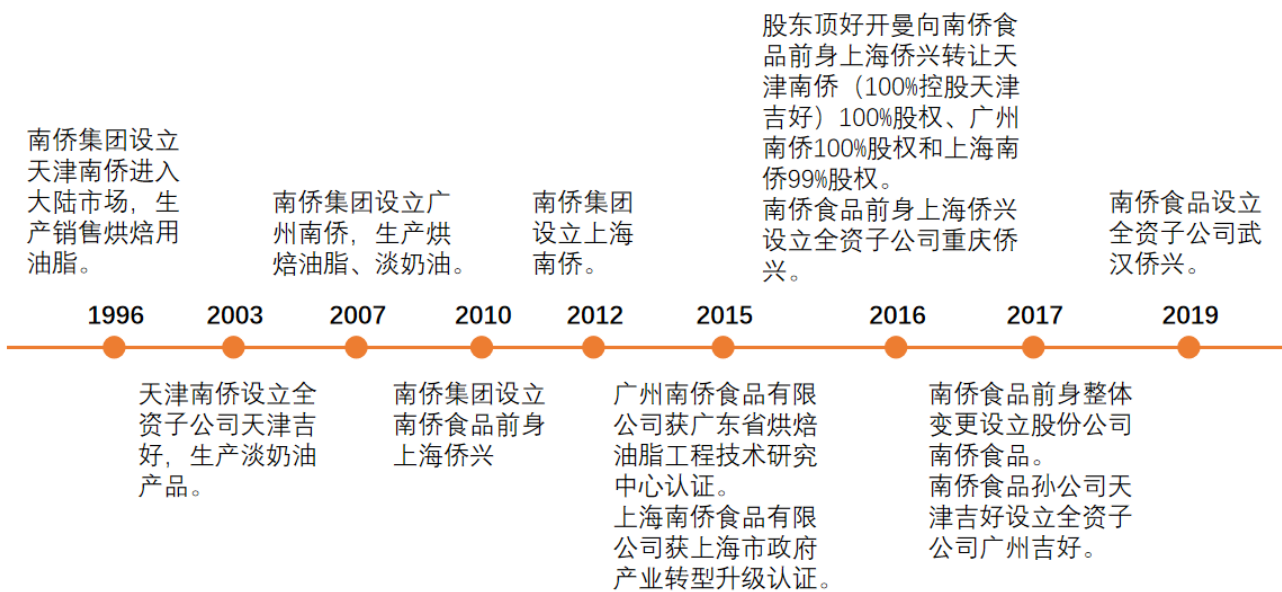 股东顶好开曼向南侨食
品前身上海侨兴转让天
津南侨（100%控股天津
吉好）100%股权、广州
南侨100%股权和上海南
侨99%股权。
南侨食品前身上海侨兴
设立全资子公司重庆侨
兴。
南侨集团设立
天津南侨进入
大陆市场，生
产销售烘焙用
油脂。
南侨集团设立广
州南侨，生产烘
焙油脂、淡奶油。
南侨集团
设立上海
南侨。
南侨食品设立
全资子公司武
汉侨兴。
1996
2003
2007
2010
2012
2015
2016
2017
2019
天津南侨设立全
资子公司天津吉
好，生产淡奶油
产品。
南侨集团设立
南侨食品前身
上海侨兴
广州南侨食品有限
公司获广东省烘焙
油脂工程技术研究
中心认证。
上海南侨食品有限
公司获上海市政府
产业转型升级认证。
南侨食品前身整体
变更设立股份公司
南侨食品。
南侨食品孙公司天
津吉好设立全资子
公司广州吉好。